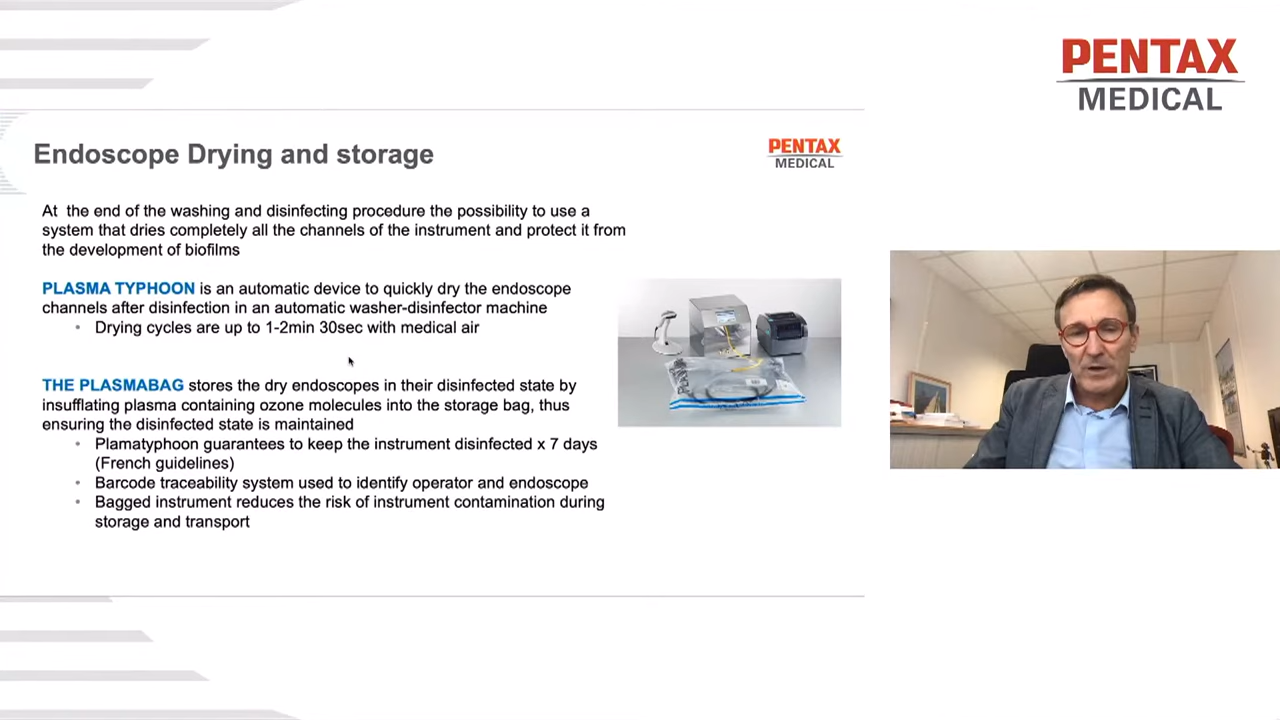 PENTAX
MEDICAL
Endoscope Drying and storage
PENTAX
MEDICAL
At the end of the washing and disinfecting procedure the possibility to use a
system that dries completely all the channels of the instrument and protect it from
the development of biofilms
PLASMA TYPHOON is an automatic device to quickly dry the endoscope
channels after disinfection in an automatic washer-disinfector machine
• Drying cycles are up to 1-2min 30sec with medical air
THE PLASMABAG stores the dry endoscopes in their disinfected state by
insufflating plasma containing ozone molecules into the storage bag, thus
ensuring the disinfected state is maintained
• Plamatyphoon guarantees to keep the instrument disinfected x 7 days
(French guidelines)
• Barcode traceability system used to identify operator and endoscope
• Bagged instrument reduces the risk of instrument contamination during
storage and transport